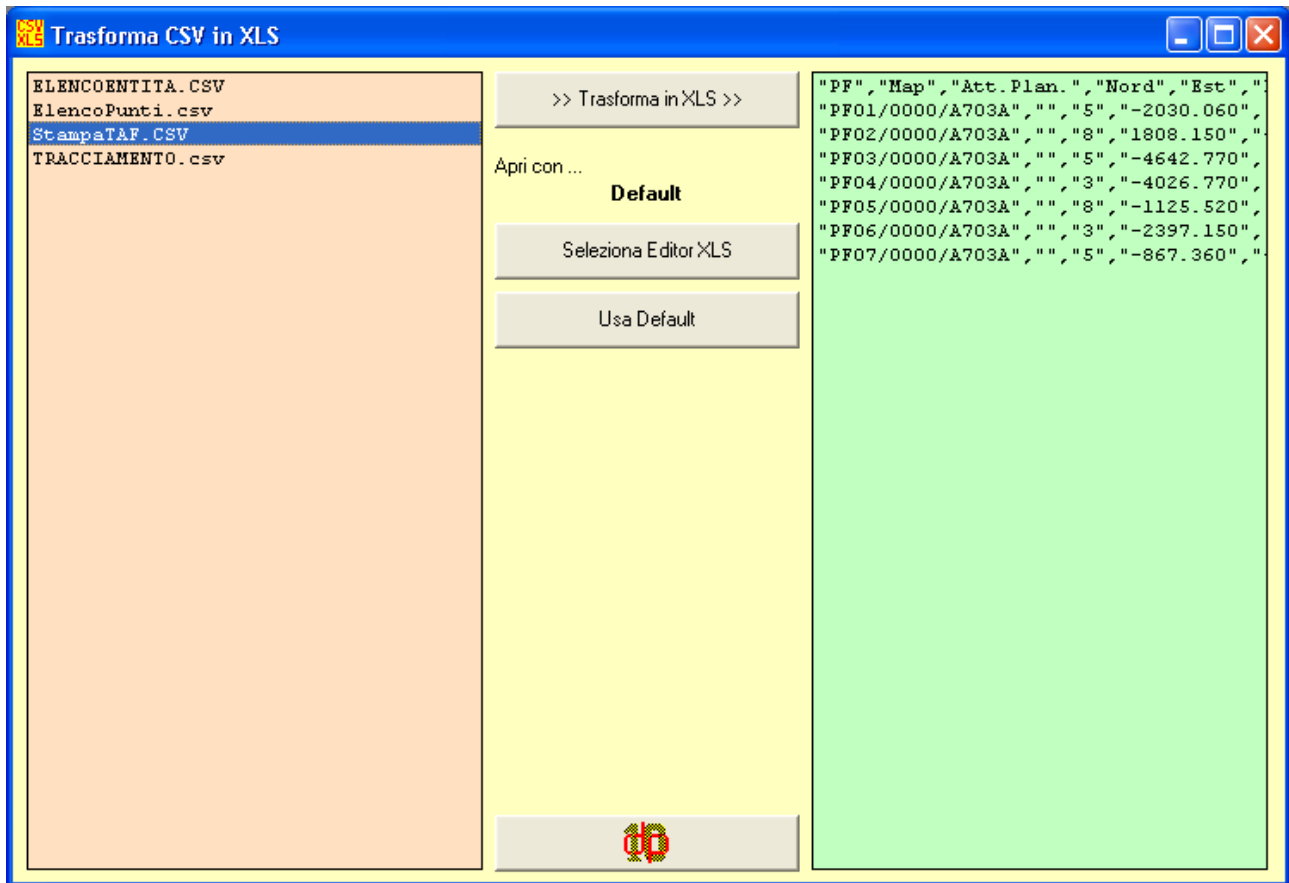 CSV
XLS
Trasforma CSV in XLS
ELENCOENTITA.CSV
ElencoPunti.csv
StampaTAF.CSV
TRACCIAMENTO.csv
>> Trasforma in XLS >>
Apri con ...
Default
Seleziona Editor XLS
Usa Default
"PF","Map","Att.Plan.","Nord","Est","
"PF01/0000/A703A","","5","-2030.060",
"PF02/0000/A703A","","8","1808.150","
"PF03/0000/A703A","","5","-4642.770",
"PF04/0000/A703A","","3","-4026.770",
"PF05/0000/A703A","","8","-1125.520",
"PF06/0000/A703A","","3","-2397.150",
"PF07/0000/A703A","","5","-867.360","